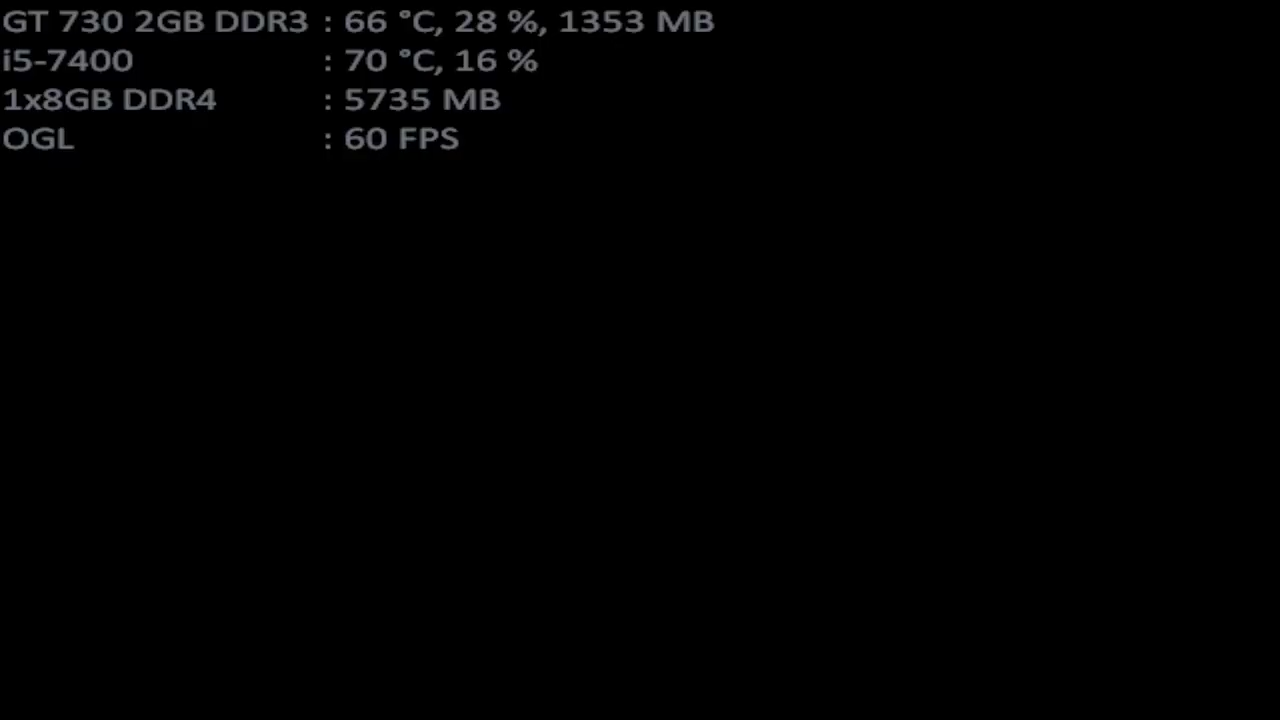 GT 730 2GB DDR3 : 66 °C, 28 %, 1353 MB
i5-7400 : 70 °C, 16 %
1x8GB DDR4 : 5735 MB
OGL : 60 FPS